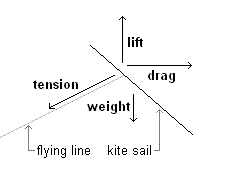 lift
drag
tension
weight
flying line
kite sail